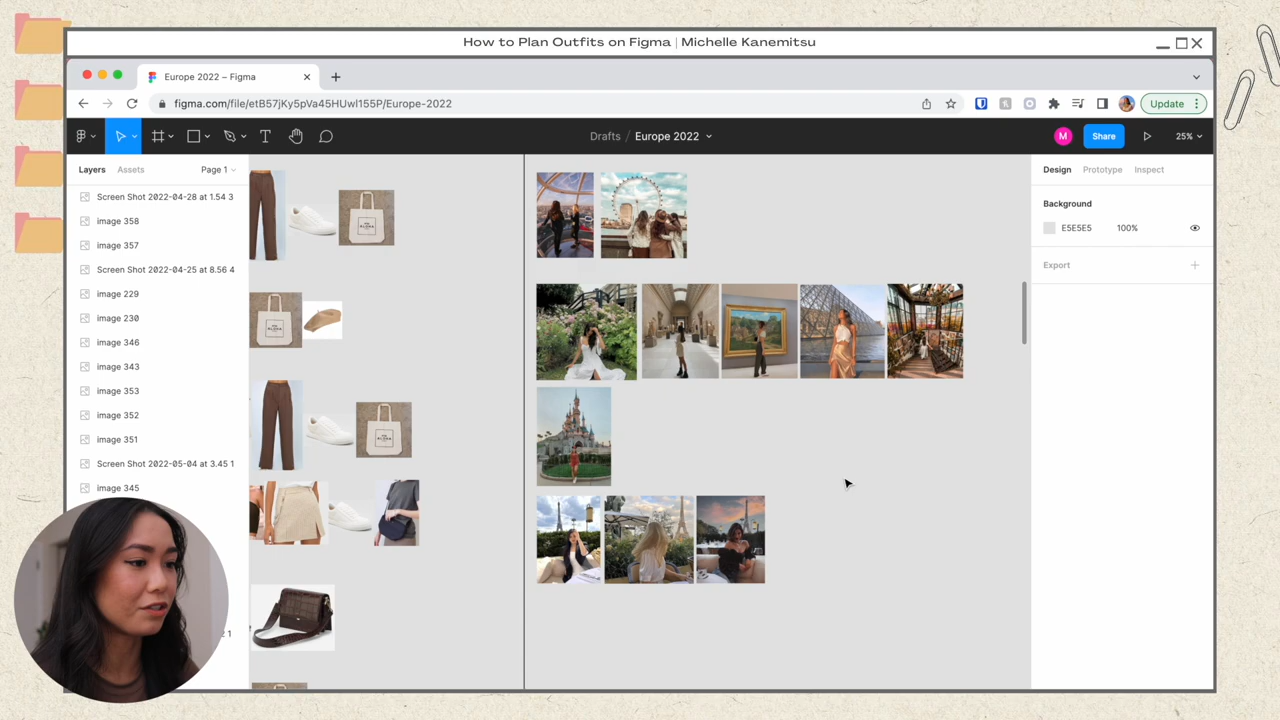 How to Plan Outfits on Figma | Michelle Kanemitsu
Europe 2022 – Figma
figma.com/file/etB57jKy5pVa45HUwl155P/Europe-2022
Update
Drafts / Europe 2022
M
Share
25%
Layers
Assets
Page 1
Screen Shot 2022-04-28 at 1.54 3
image 358
image 357
Screen Shot 2022-04-25 at 8.56 4
image 229
image 230
image 346
image 343
image 353
image 352
image 351
Screen Shot 2022-05-04 at 3.45 1
image 345
1
Design
Prototype
Inspect
Background
E5E5E5
100%
Export